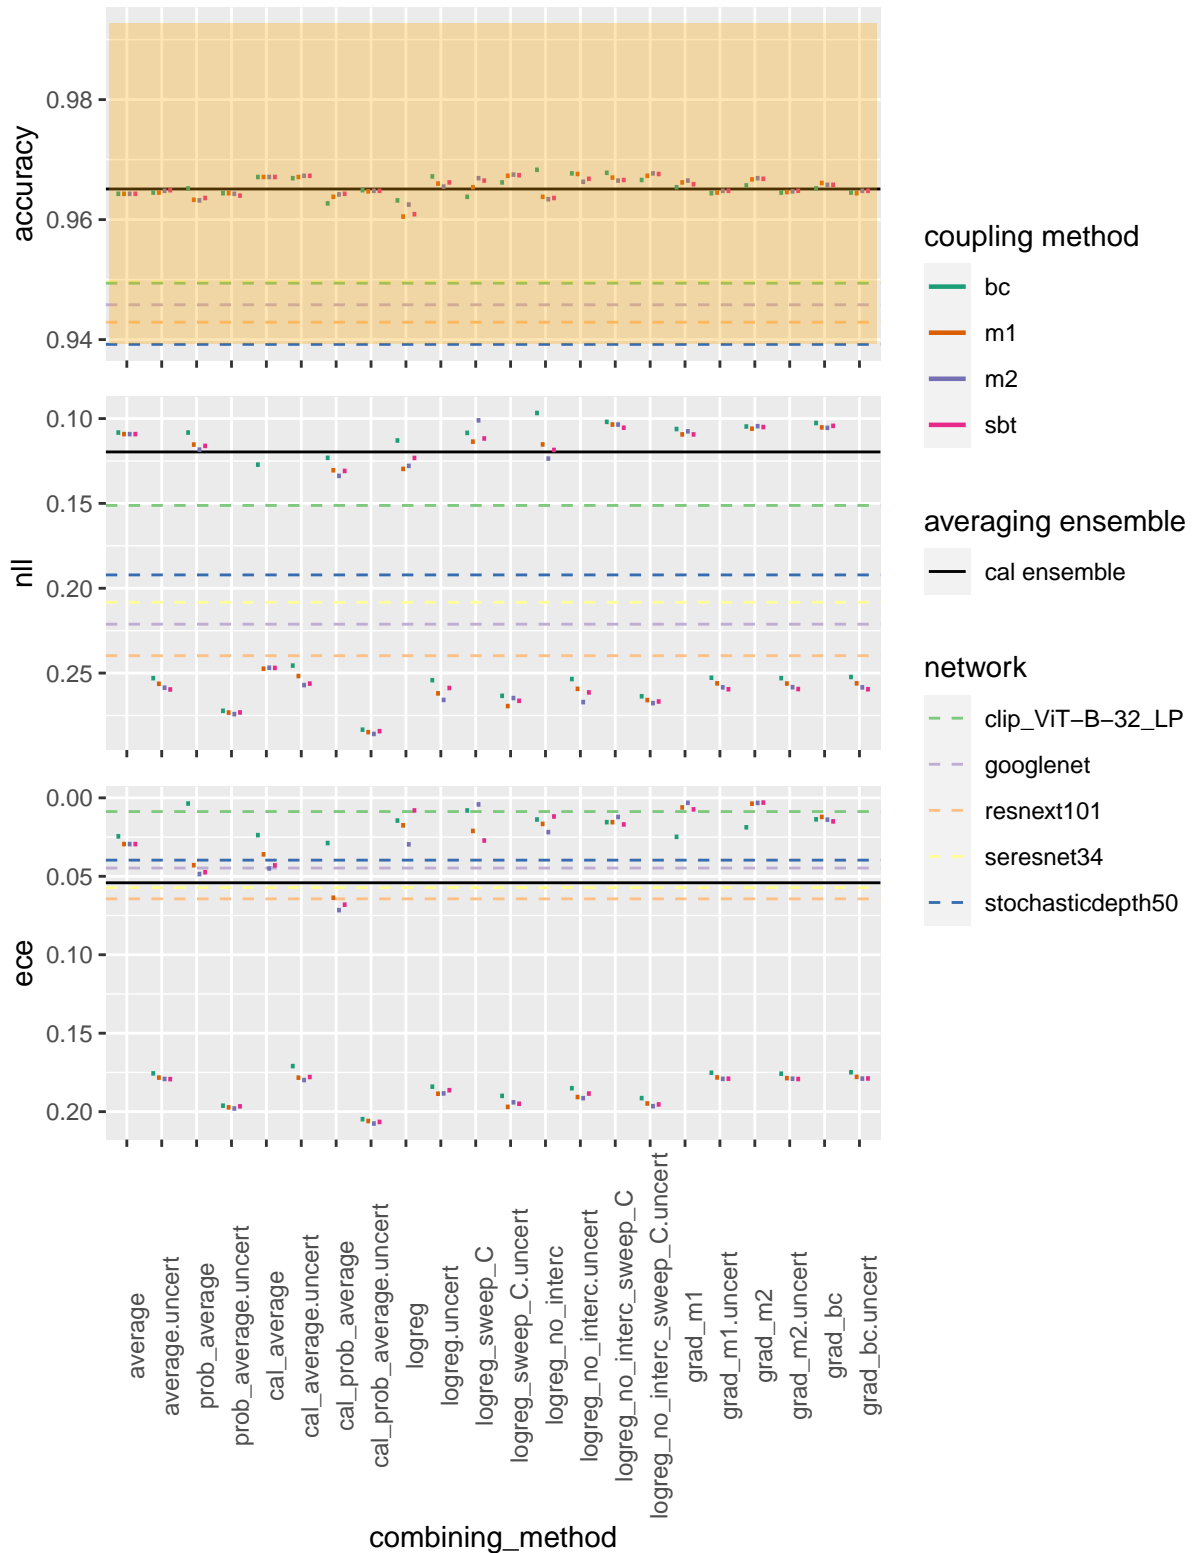 accuracy
0.98
0.96
0.94
nll
0.10
0.15
0.20
0.25
ece
0.00
0.05
0.10
0.15
0.20
average
average.uncert
prob_average
prob_average.uncert
cal_average
cal_average.uncert
cal_prob_average
cal_prob_average.uncert
logreg
logreg.uncert
logreg_sweep_C
logreg_sweep_C.uncert
logreg_no_interc
logreg_no_interc.uncert
logreg_no_interc_sweep_C
logreg_no_interc_sweep_C.uncert
grad_m1
grad_m1.uncert
grad_m2
grad_m2.uncert
grad_bc
grad_bc.uncert
combining_method
coupling method
bc
m1
m2
sbt
averaging ensemble
cal ensemble
network
clip_ViT−B−32_LP
googlenet
resnext101
seresnet34
stochasticdepth50